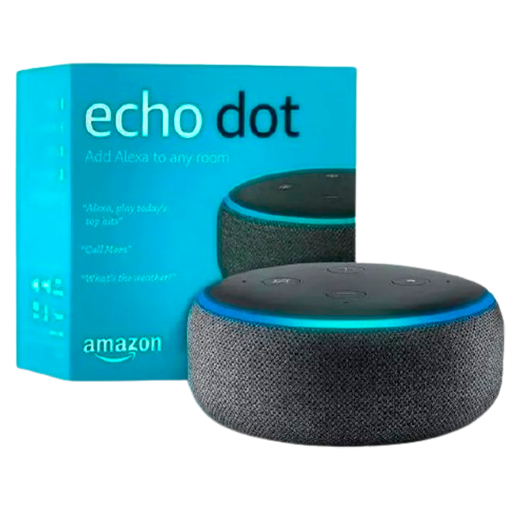 echo dot
Add Alexa to any room
"Alexa, play today's
top hits"
"Call Mom"
"What's the weather?"
amazon